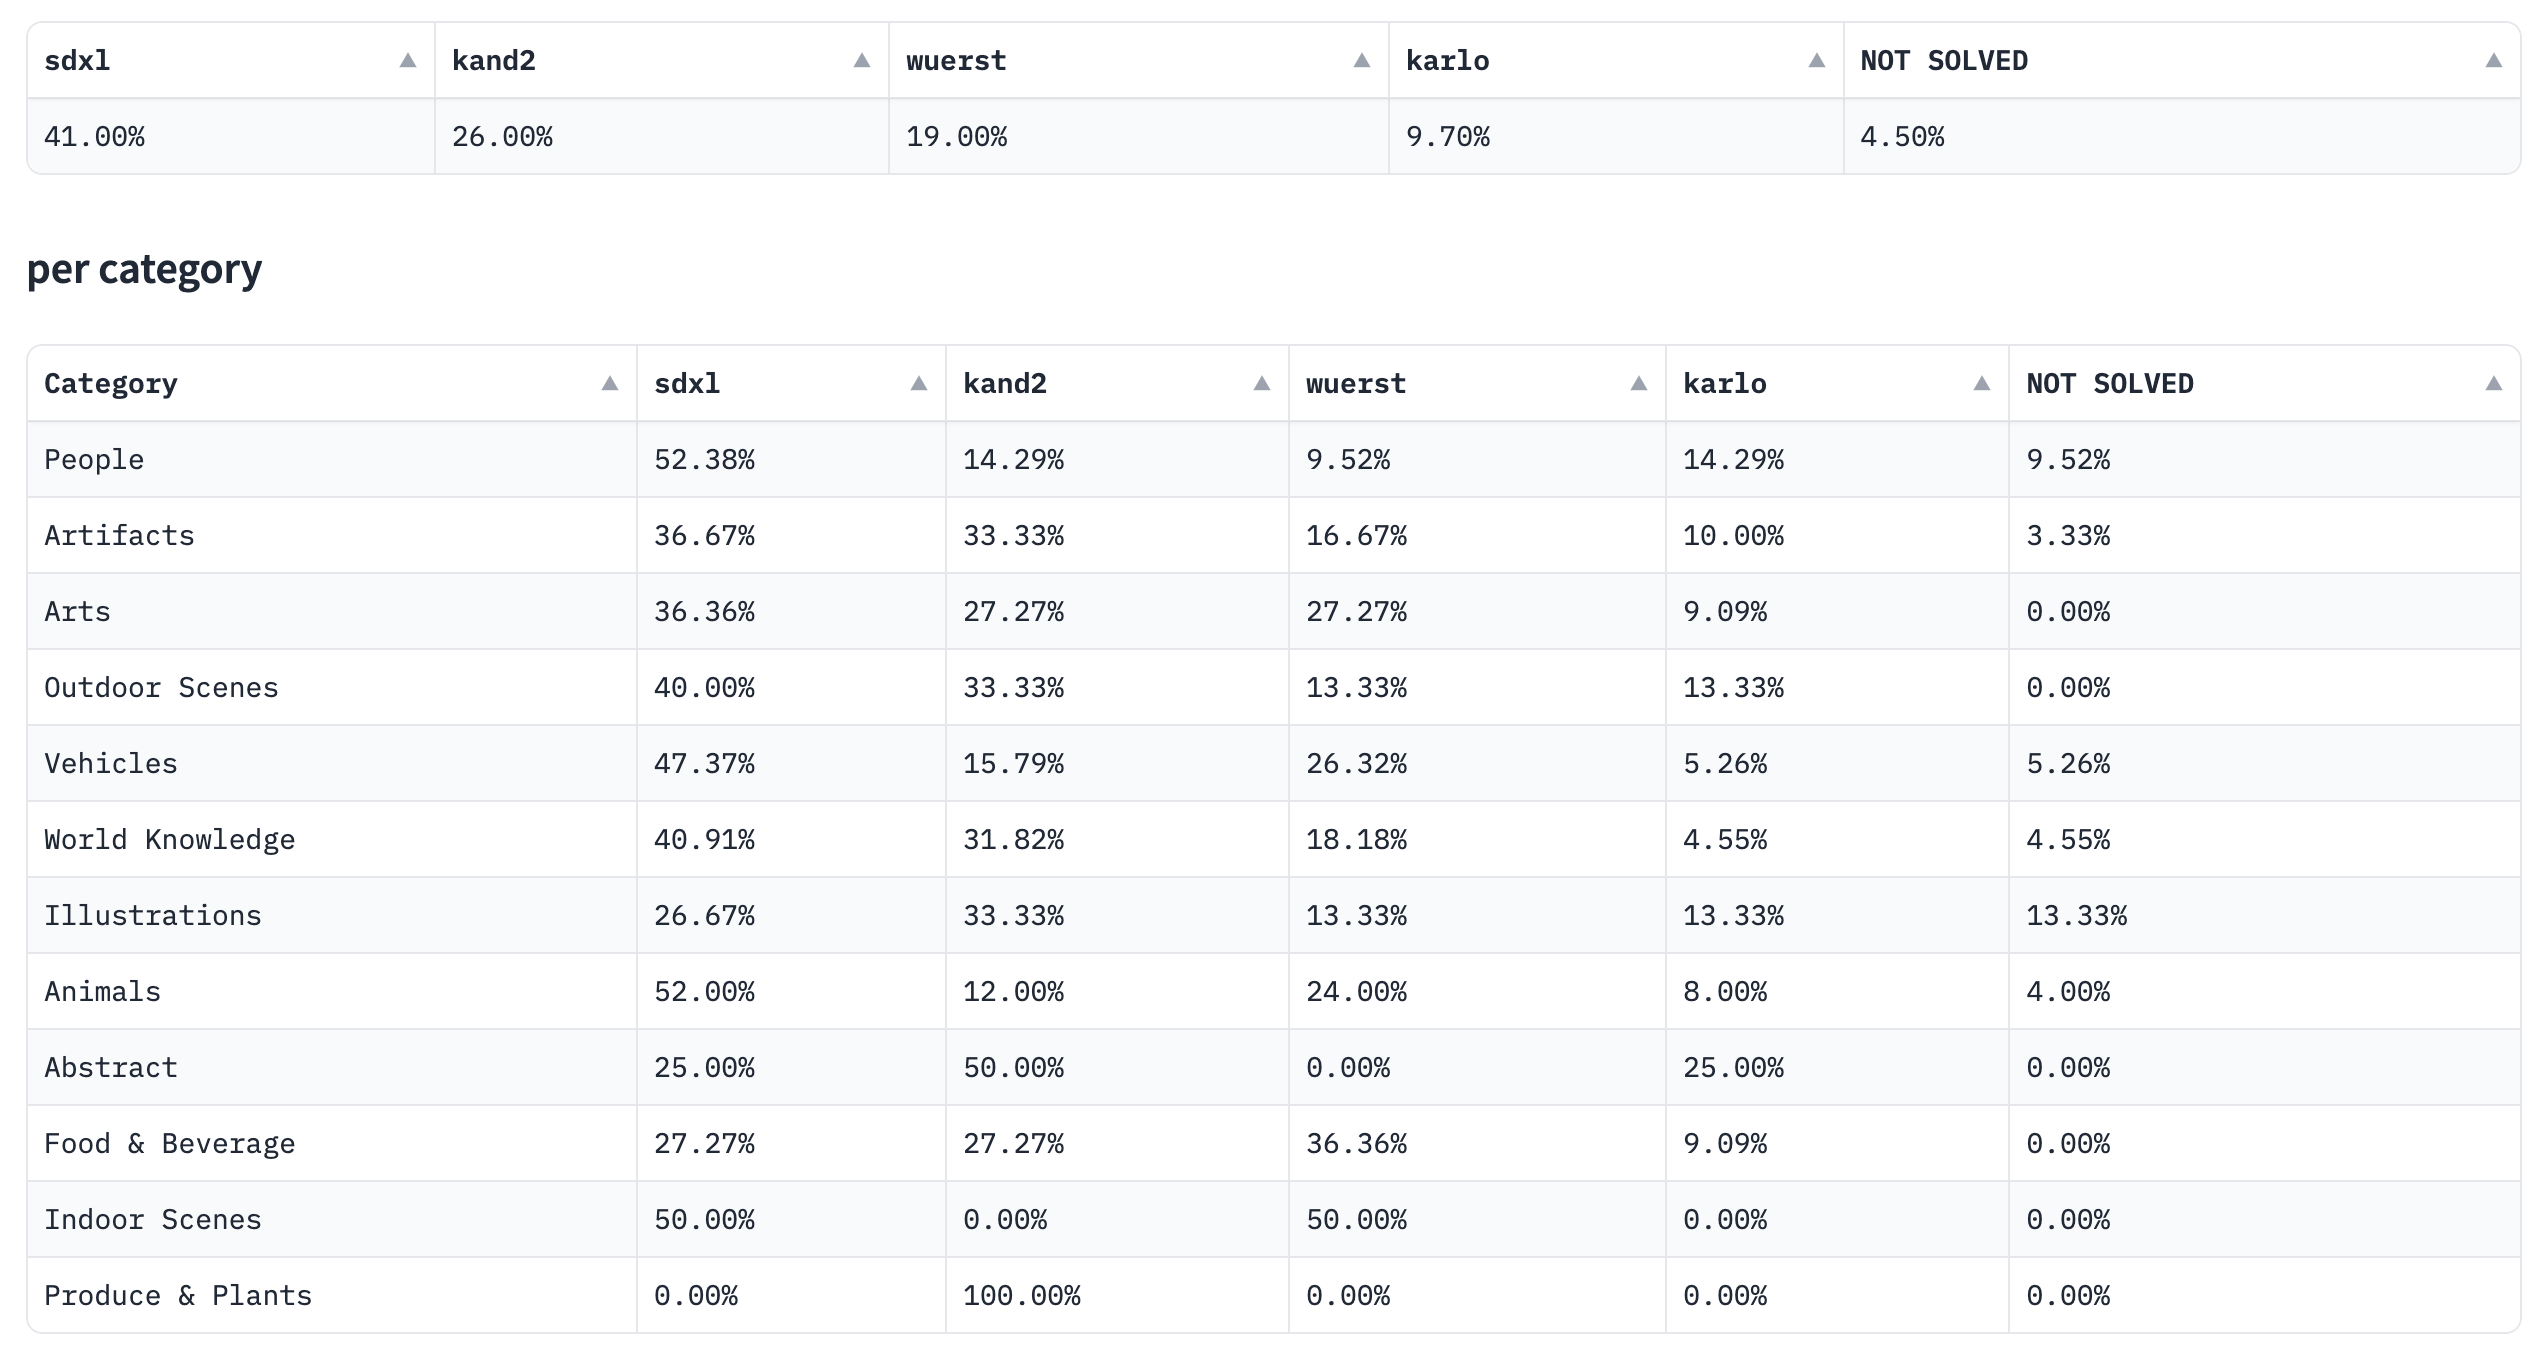 sdxl kand2 wuerst karlo NOT SOLVED
41.00% 26.00% 19.00% 9.70% 4.50%
per category
Category sdxl kand2 wuerst karlo NOT SOLVED
People 52.38% 14.29% 9.52% 14.29% 9.52%
Artifacts 36.67% 33.33% 16.67% 10.00% 3.33%
Arts 36.36% 27.27% 27.27% 9.09% 0.00%
Outdoor Scenes 40.00% 33.33% 13.33% 13.33% 0.00%
Vehicles 47.37% 15.79% 26.32% 5.26% 5.26%
World Knowledge 40.91% 31.82% 18.18% 4.55% 4.55%
Illustrations 26.67% 33.33% 13.33% 13.33% 13.33%
Animals 52.00% 12.00% 24.00% 8.00% 4.00%
Abstract 25.00% 50.00% 0.00% 25.00% 0.00%
Food & Beverage 27.27% 27.27% 36.36% 9.09% 0.00%
Indoor Scenes 50.00% 0.00% 50.00% 0.00% 0.00%
Produce & Plants 0.00% 100.00% 0.00% 0.00% 0.00%